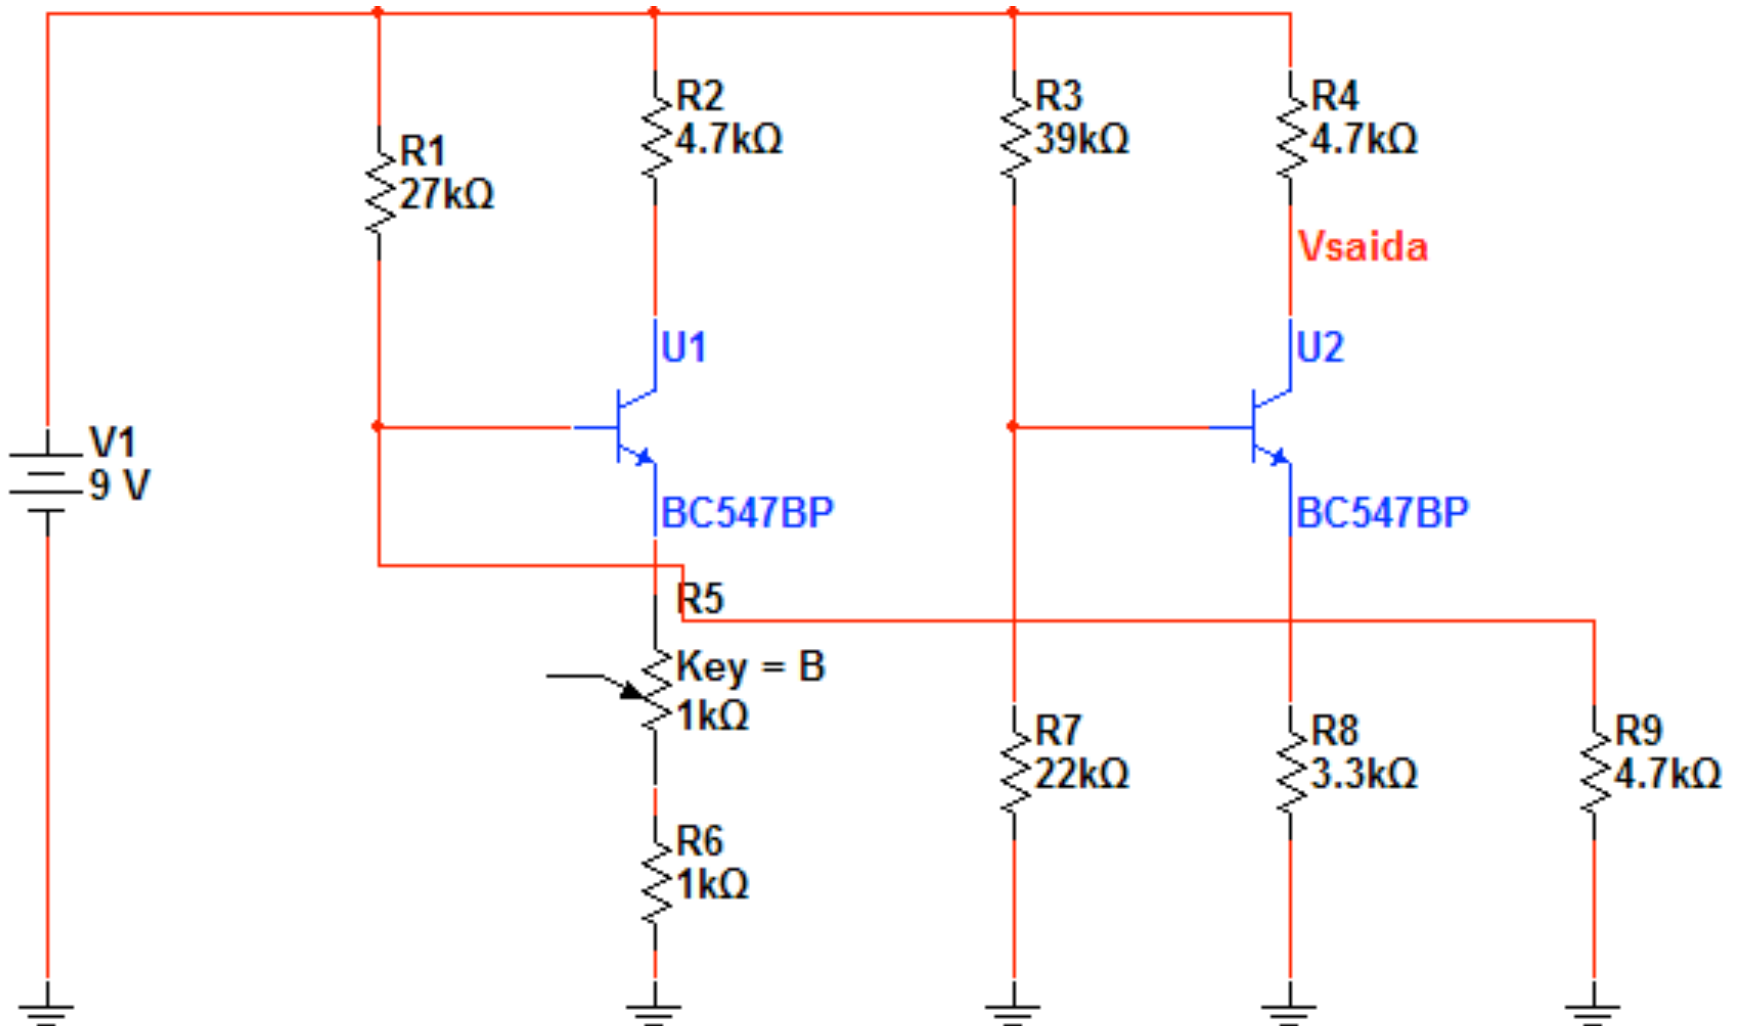 R1
27kΩ
R2
4.7kΩ
R3
39kΩ
R4
4.7kΩ
Vsaida
U1
U2
V1
9 V
BC547BP
BC547BP
R5
Key = B
1kΩ
R6
1kΩ
R7
22kΩ
R8
3.3kΩ
R9
4.7kΩ